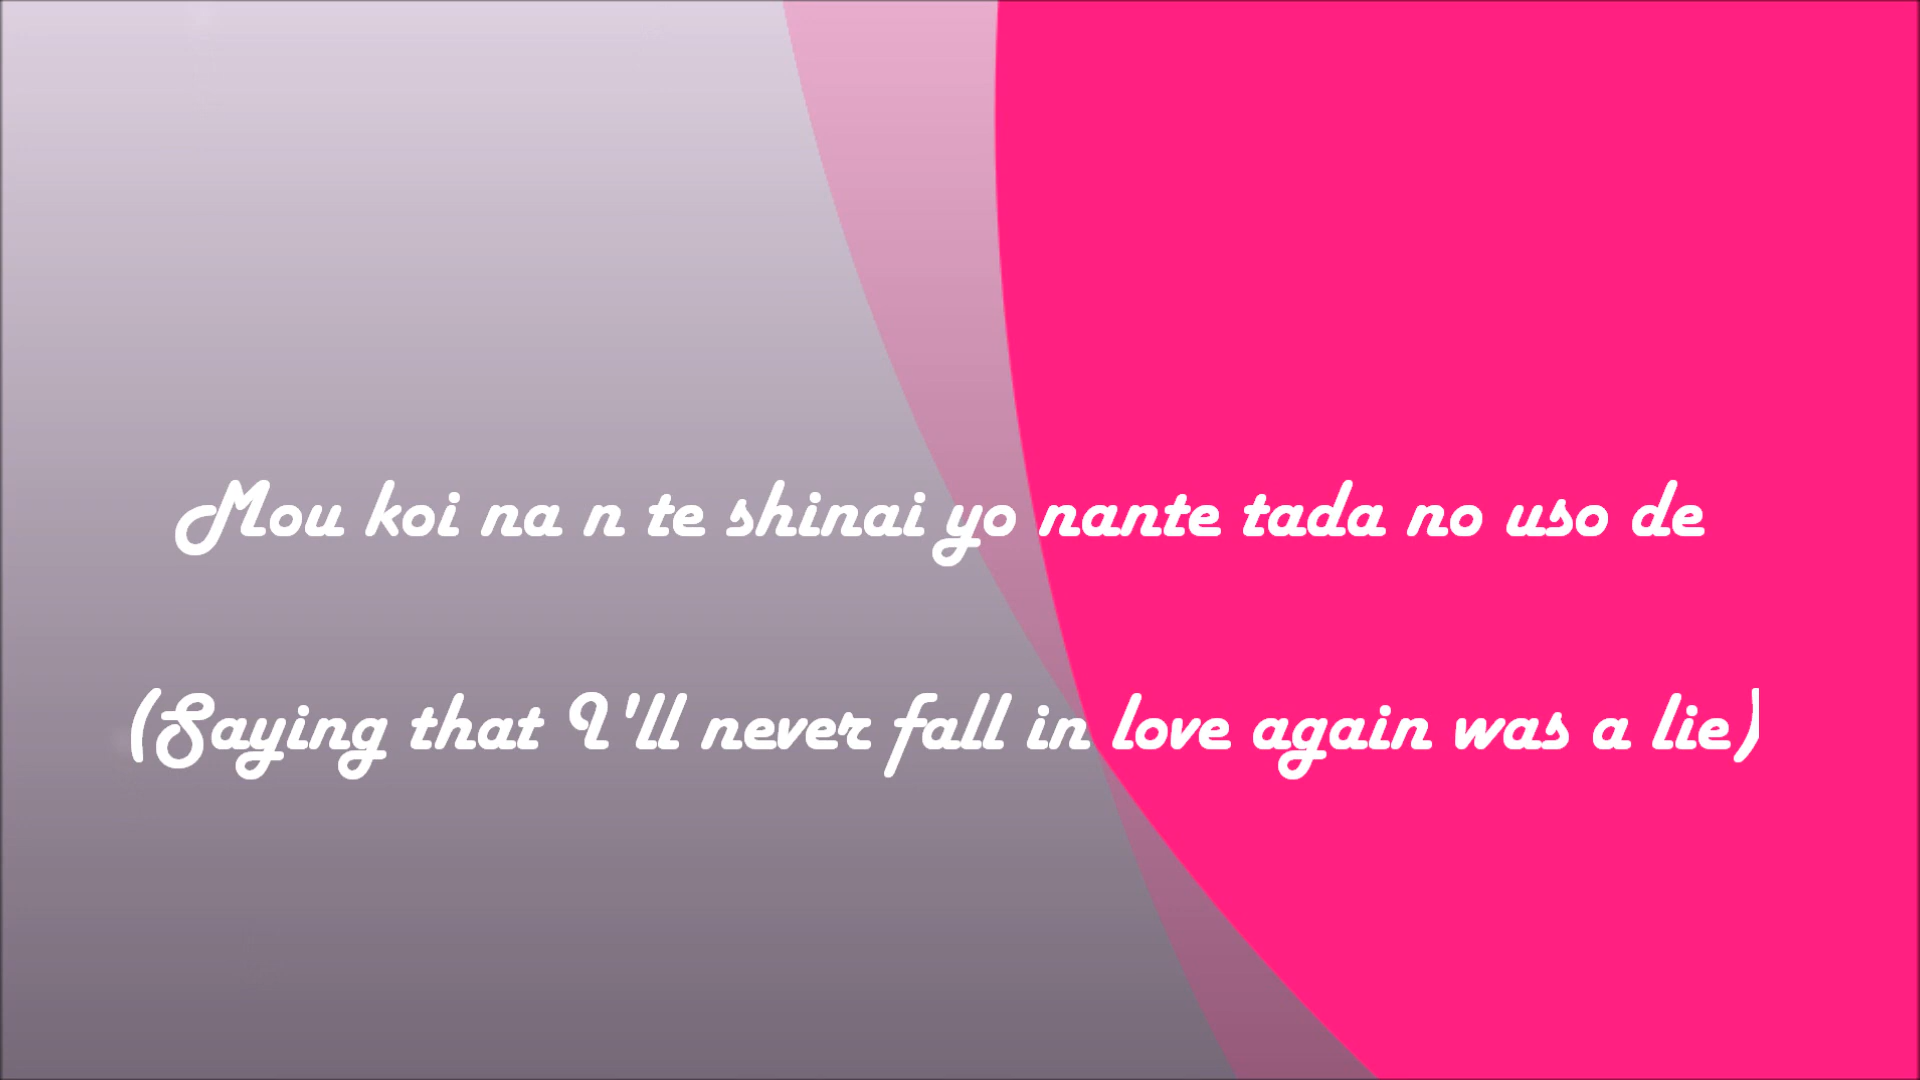 Mou koi na n te shinai yo nante tada no uso de
(Saying that I'll never fall in love again was a lie)